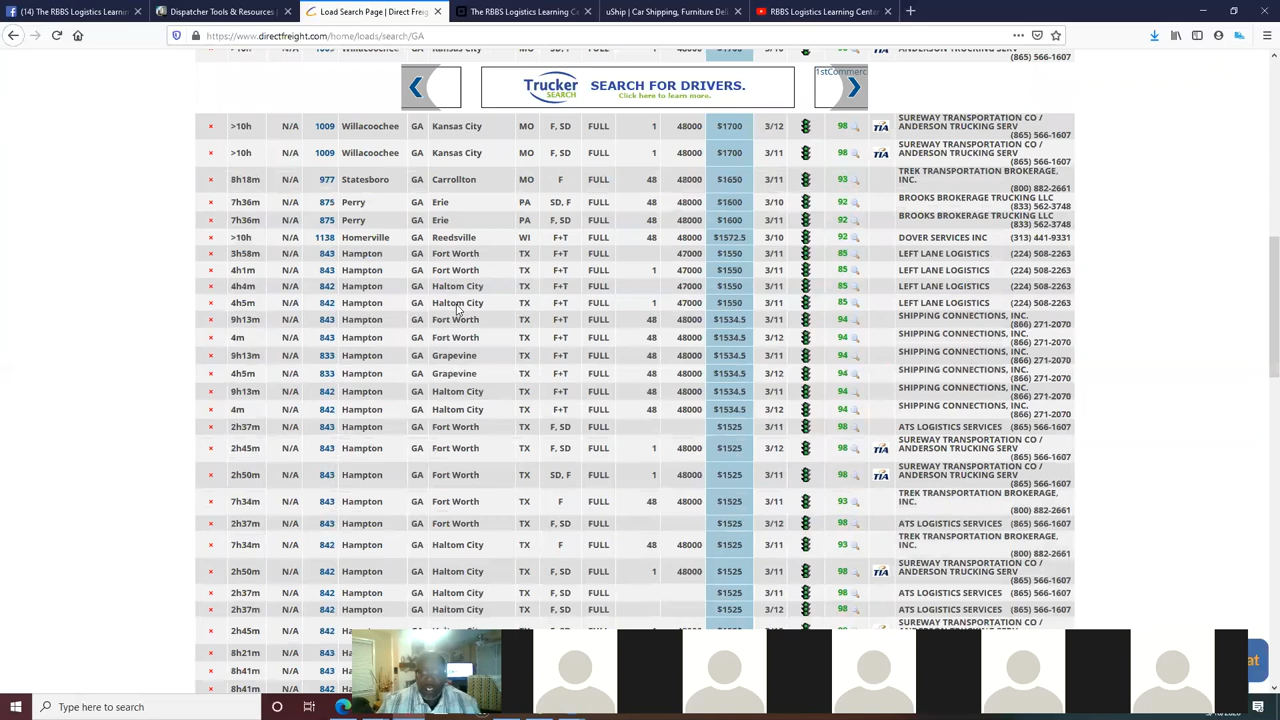 (14) The RBBS Logistics Learnin
Dispatcher Tools & Resources
Load Search Page | Direct Freigh
The RBBS Logistics Learning Ce
uShip / Car Shipping, Furniture Deli
RBBS Logistics Learning Center
https://www.directfreight.com/home/loads/search/GA
(865) 566-1607
Trucker SEARCH
SEARCH FOR DRIVERS.
Click here to learn more.
1stCommerc
>10h N/A 1009 Willacoochee GA Kansas City MO F, SD FULL 1 48000 $1700 3/12 98 TIA SUREWAY TRANSPORTATION CO / ANDERSON TRUCKING SERV (865) 566-1607
>10h N/A 1009 Willacoochee GA Kansas City MO F, SD FULL 1 48000 $1700 3/11 98 TIA SUREWAY TRANSPORTATION CO / ANDERSON TRUCKING SERV (865) 566-1607
8h18m N/A 977 Statesboro GA Carrollton MO F FULL 48 48000 $1650 3/11 93 TREK TRANSPORTATION BROKERAGE, INC. (800) 882-2661
7h36m N/A 875 Perry GA Erie PA SD, F FULL 48 48000 $1600 3/10 92 BROOKS BROKERAGE TRUCKING LLC (833) 562-3748
7h36m N/A 875 Perry GA Erie PA F, SD FULL 48 48000 $1600 3/11 92 BROOKS BROKERAGE TRUCKING LLC (833) 562-3748
>10h N/A 1138 Homerville GA Reedsville WI F+T FULL 48 48000 $1572.5 3/10 92 DOVER SERVICES INC (313) 441-9331
3h58m N/A 843 Hampton GA Fort Worth TX F+T FULL 47000 $1550 3/11 85 LEFT LANE LOGISTICS (224) 508-2263
4h1m N/A 843 Hampton GA Fort Worth TX F+T FULL 1 47000 $1550 3/11 85 LEFT LANE LOGISTICS (224) 508-2263
4h4m N/A 842 Hampton GA Haltom City TX F+T FULL 47000 $1550 3/11 85 LEFT LANE LOGISTICS (224) 508-2263
4h5m N/A 842 Hampton GA Haltom City TX F+T FULL 1 47000 $1550 3/11 85 LEFT LANE LOGISTICS (224) 508-2263
9h13m N/A 843 Hampton GA Fort Worth TX F+T FULL 48 48000 $1534.5 3/11 94 SHIPPING CONNECTIONS, INC. (866) 271-2070
4m N/A 843 Hampton GA Fort Worth TX F+T FULL 48 48000 $1534.5 3/12 94 SHIPPING CONNECTIONS, INC. (866) 271-2070
9h13m N/A 833 Hampton GA Grapevine TX F+T FULL 48 48000 $1534.5 3/11 94 SHIPPING CONNECTIONS, INC. (866) 271-2070
4h5m N/A 833 Hampton GA Grapevine TX F+T FULL 48 48000 $1534.5 3/12 94 SHIPPING CONNECTIONS, INC. (866) 271-2070
9h13m N/A 842 Hampton GA Haltom City TX F+T FULL 48 48000 $1534.5 3/11 94 SHIPPING CONNECTIONS, INC. (866) 271-2070
4m N/A 842 Hampton GA Haltom City TX F+T FULL 48 48000 $1534.5 3/12 94 SHIPPING CONNECTIONS, INC. (866) 271-2070
2h37m N/A 843 Hampton GA Fort Worth TX F, SD FULL $1525 3/11 98 ATS LOGISTICS SERVICES (865) 566-1607
2h45m N/A 843 Hampton GA Fort Worth TX F, SD FULL 1 48000 $1525 3/12 98 TIA SUREWAY TRANSPORTATION CO / ANDERSON TRUCKING SERV (865) 566-1607
2h50m N/A 843 Hampton GA Fort Worth TX SD, F FULL 1 48000 $1525 3/11 98 TIA SUREWAY TRANSPORTATION CO / ANDERSON TRUCKING SERV (865) 566-1607
7h34m N/A 843 Hampton GA Fort Worth TX F FULL 48 48000 $1525 3/11 93 TREK TRANSPORTATION BROKERAGE, INC. (800) 882-2661
2h37m N/A 843 Hampton GA Fort Worth TX F, SD FULL $1525 3/12 98 ATS LOGISTICS SERVICES (865) 566-1607
7h34m N/A 842 Hampton GA Haltom City TX F FULL 48 48000 $1525 3/11 93 TREK TRANSPORTATION BROKERAGE, INC. (800) 882-2661
2h50m N/A 842 Hampton GA Haltom City TX F, SD FULL 1 48000 $1525 3/11 98 TIA SUREWAY TRANSPORTATION CO / ANDERSON TRUCKING SERV (865) 566-1607
2h37m N/A 842 Hampton GA Haltom City TX F, SD FULL $1525 3/11 98 ATS LOGISTICS SERVICES (865) 566-1607
2h37m N/A 842 Hampton GA Haltom City TX F, SD FULL $1525 3/12 98 ATS LOGISTICS SERVICES (865) 566-1607
2h45m N/A 842 SUREWAY TRANSPORTATION CO /
8h21m N/A 843
8h41m N/A 843
8h41m N/A 842
at
Type here to search